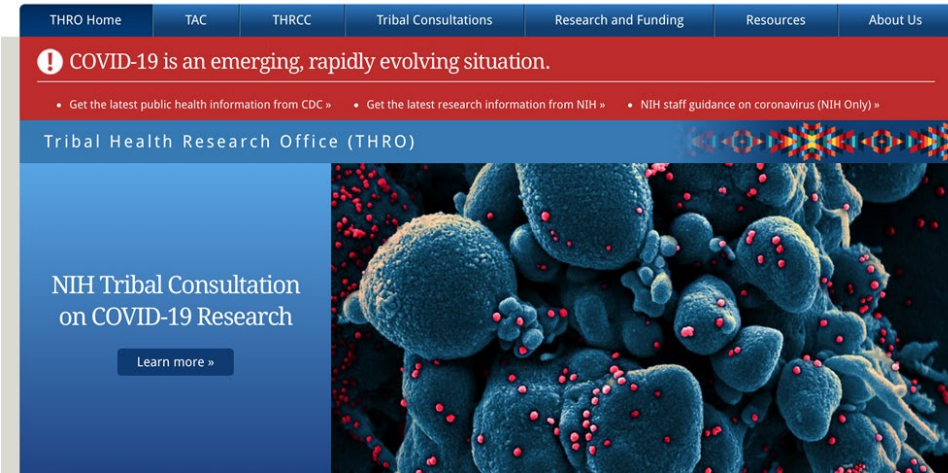 THRO Home TAC THRCC Tribal Consultations Research and Funding Resources About Us
! COVID-19 is an emerging, rapidly evolving situation.
• Get the latest public health information from CDC » • Get the latest research information from NIH » • NIH staff guidance on coronavirus (NIH Only) »
Tribal Health Research Office (THRO)
NIH Tribal Consultation
on COVID-19 Research
Learn more »